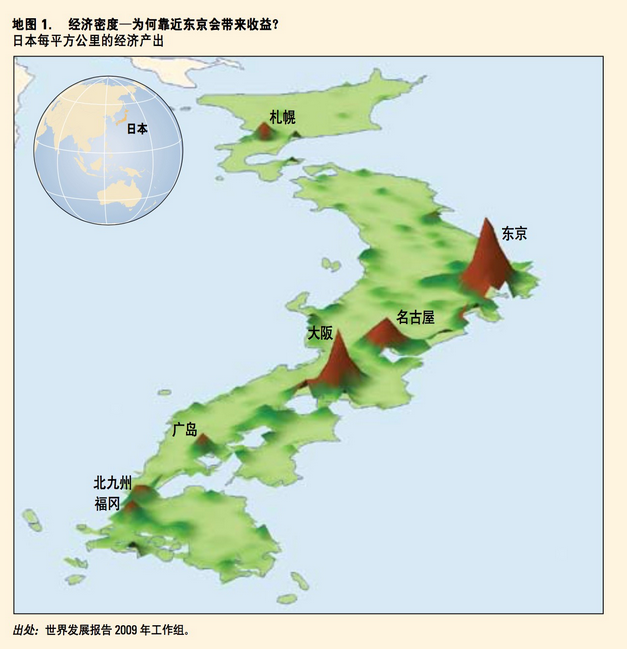 地图 1. 经济密度—为何靠近东京会带来收益？
日本每平方公里的经济产出
日本
札幌
东京
名古屋
大阪
广岛
北九州
福冈
出处：世界发展报告 2009 年工作组。